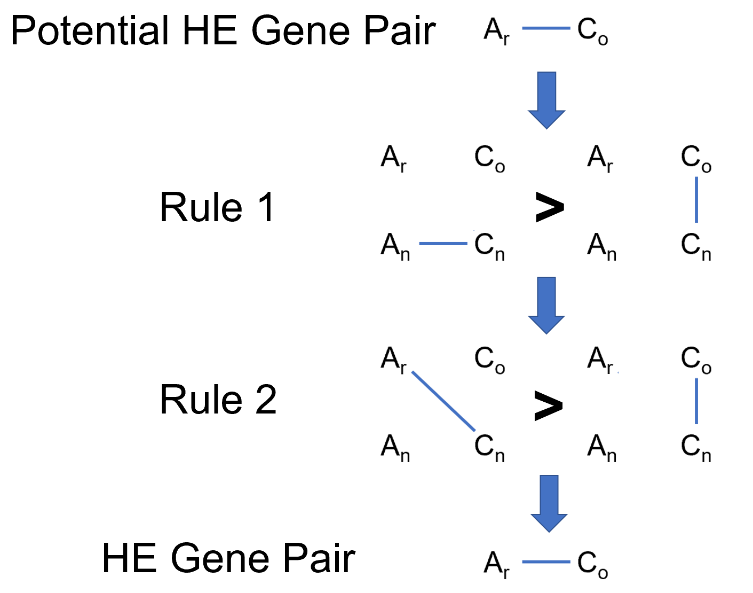 Potential HE Gene Pair Ar Co
Ar Co Ar Co
Rule 1 >
An Cn An Cn
Ar Co Ar Co
Rule 2 >
An Cn An Cn
HE Gene Pair Ar Co